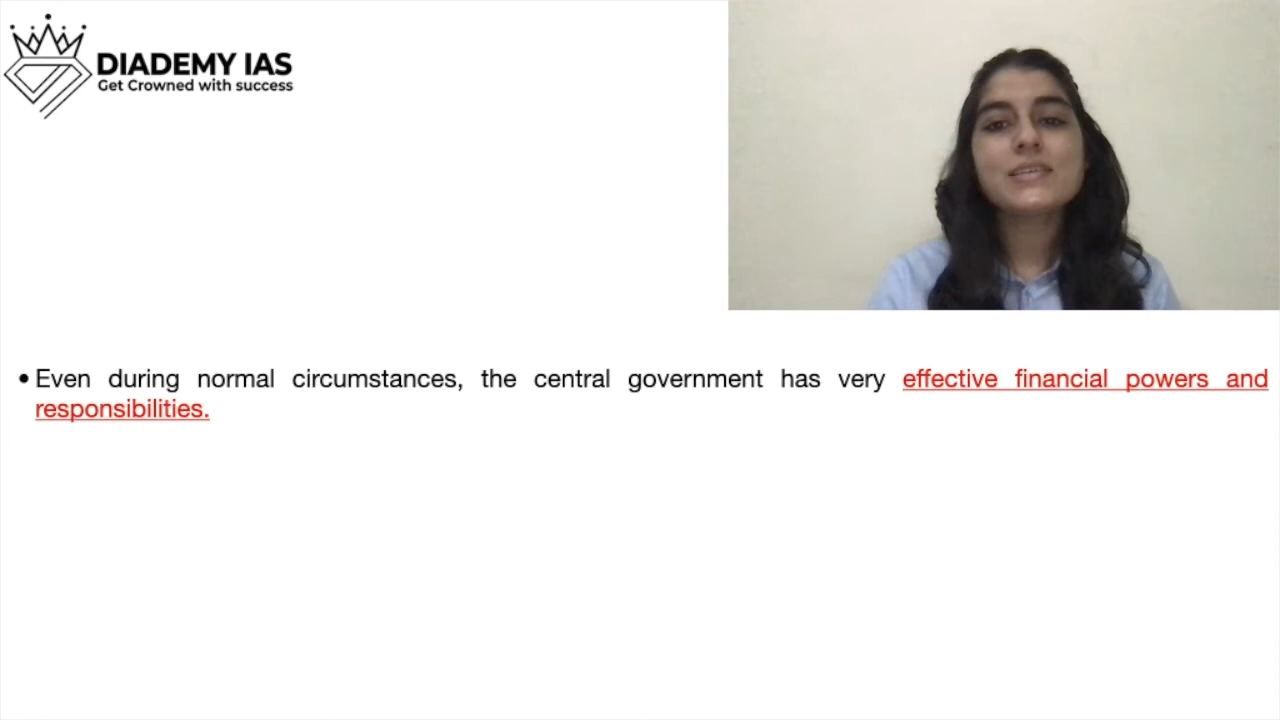 DIADEMY IAS
Get Crowned with success
• Even during normal circumstances, the central government has very effective financial powers and
responsibilities.